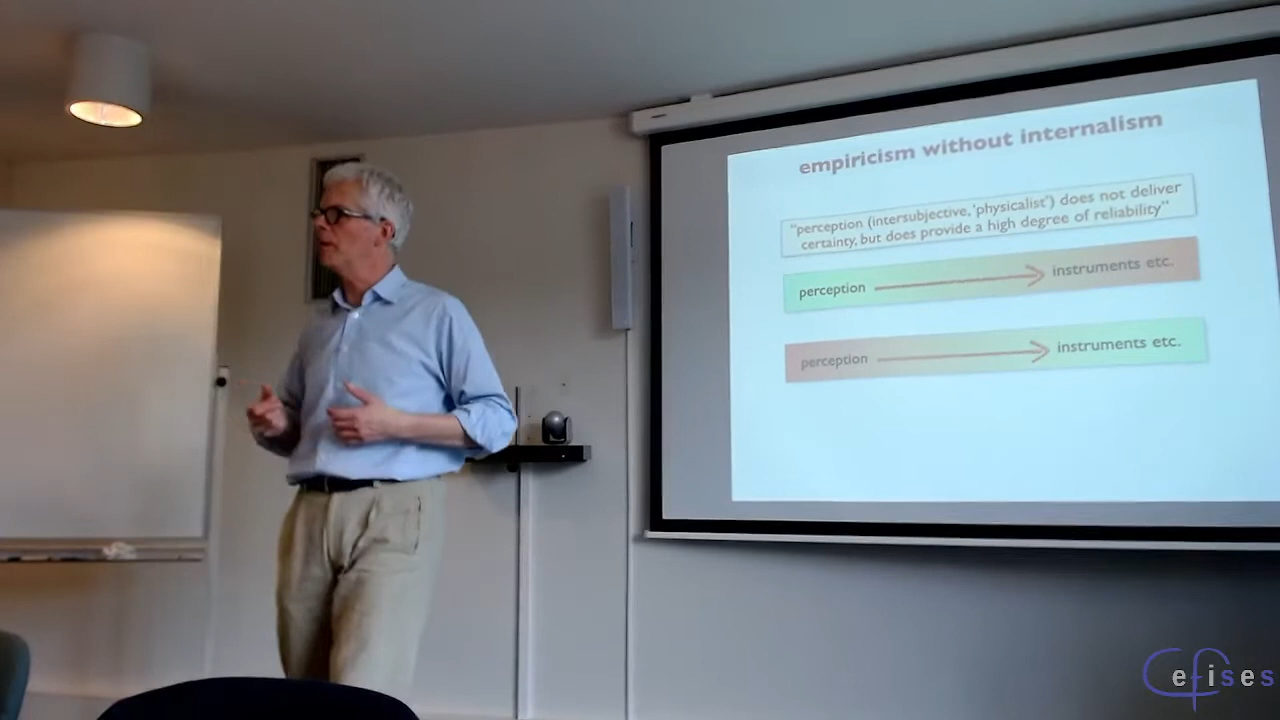 empiricism without internalism
"perception (intersubjective, 'physicalist') does not deliver
certainty, but does provide a high degree of reliability"
perception instruments etc.
perception instruments etc.
efises